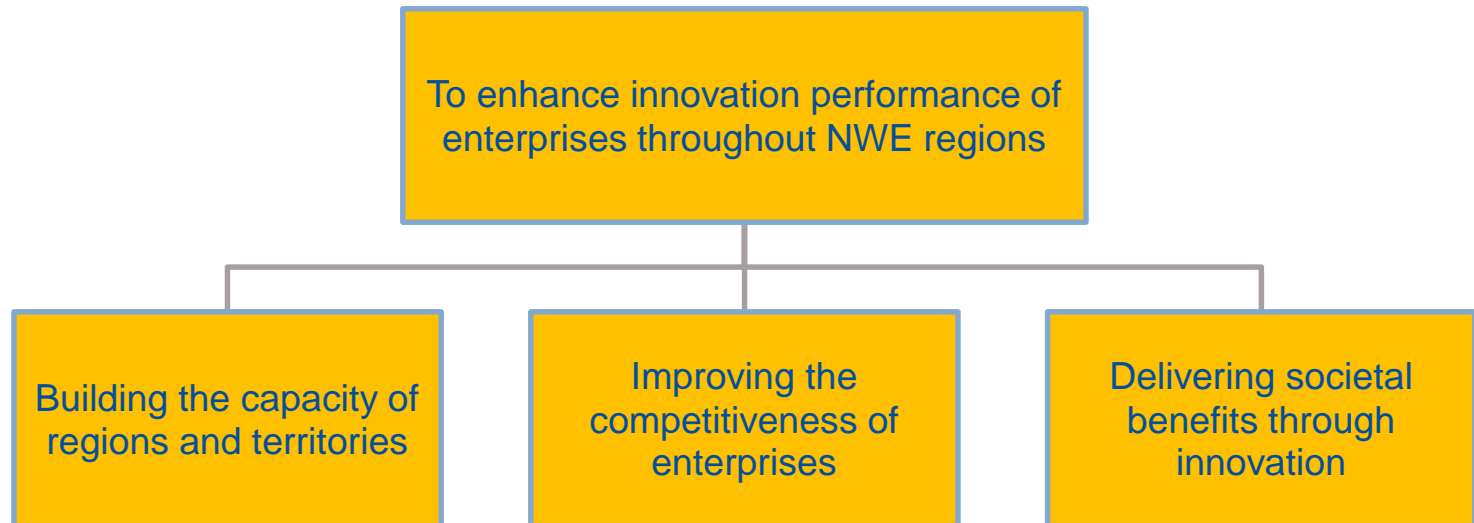 To enhance innovation performance of
enterprises throughout NWE regions
Building the capacity of
regions and territories
Improving the
competitiveness of
enterprises
Delivering societal
benefits through
innovation